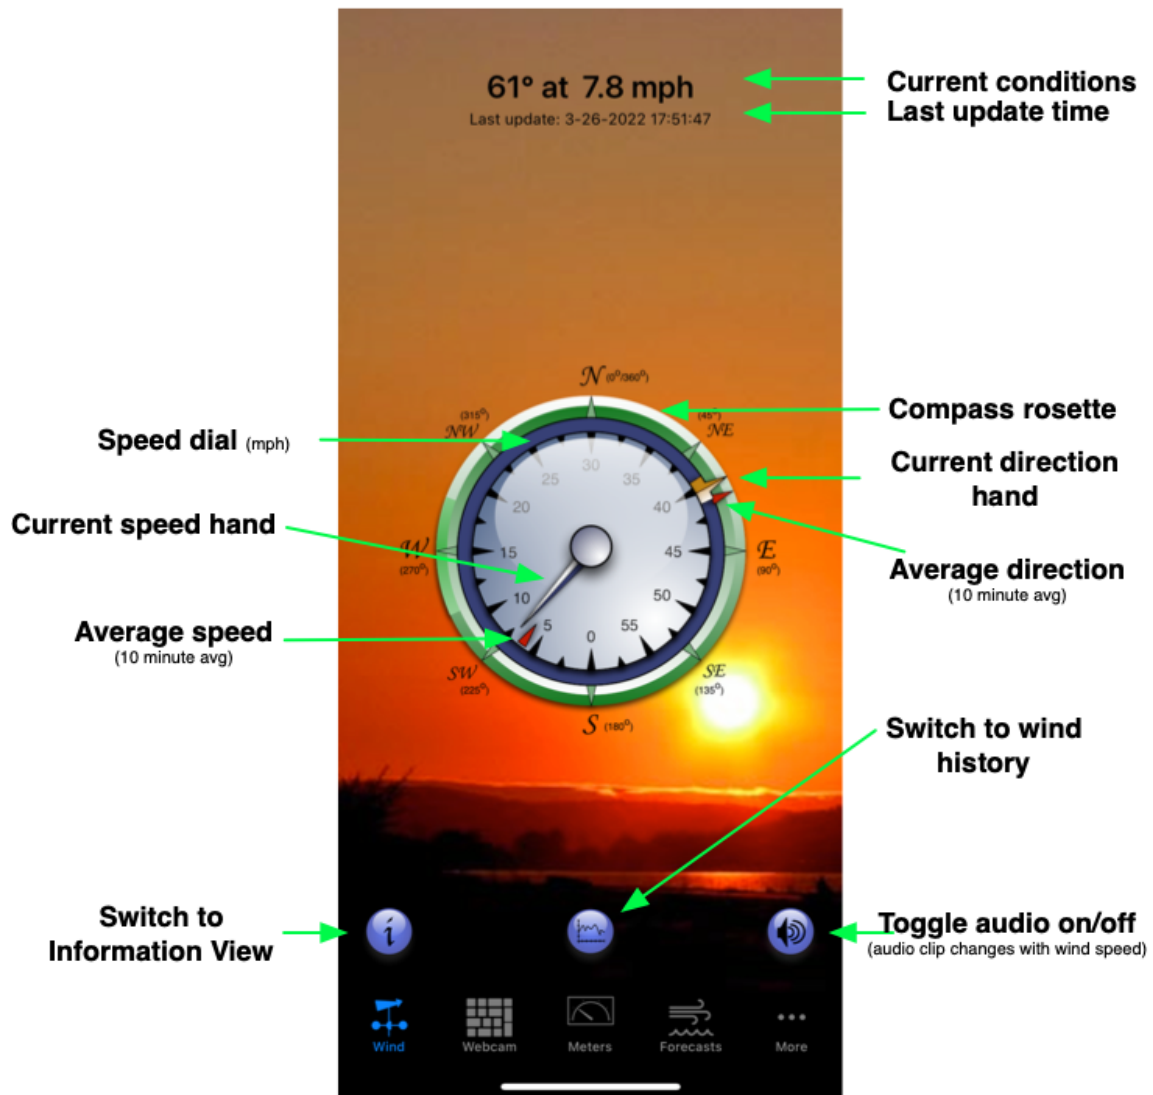 61° at 7.8 mph
Last update: 3-26-2022 17:51:47
Current conditions
Last update time
N (0°/360°)
(315°)
NW
(45°)
NE
Compass rosette
Speed dial (mph)
Current direction
hand
30
25
35
20
40
Current speed hand
W
(270°)
15
45
E
(90°)
Average direction
(10 minute avg)
10
50
5
55
0
Average speed
(10 minute avg)
SW
(225°)
SE
(135°)
S (180°)
Switch to wind
history
Switch to
Information View
i
Toggle audio on/off
(audio clip changes with wind speed)
Wind
Webcam
Meters
Forecasts
More